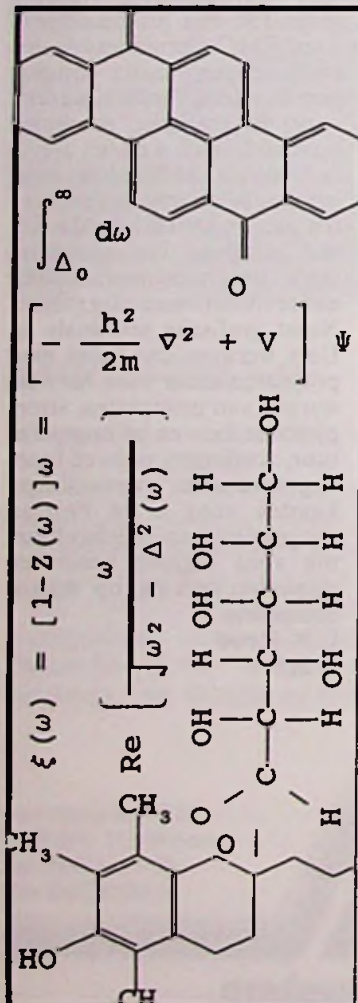 ∞
∫ dω
Δ₀
O
[ - h²/2m ∇² + V ] Ψ
ξ(ω) = [1-Z(ω)]ω =
Re { ω / √ω² - Δ²(ω) }
OH
H — C — H
OH — C — H
OH — C — H
H — C — OH
OH — C — H
C
O H
CH₃
CH₃
O
HO
CH